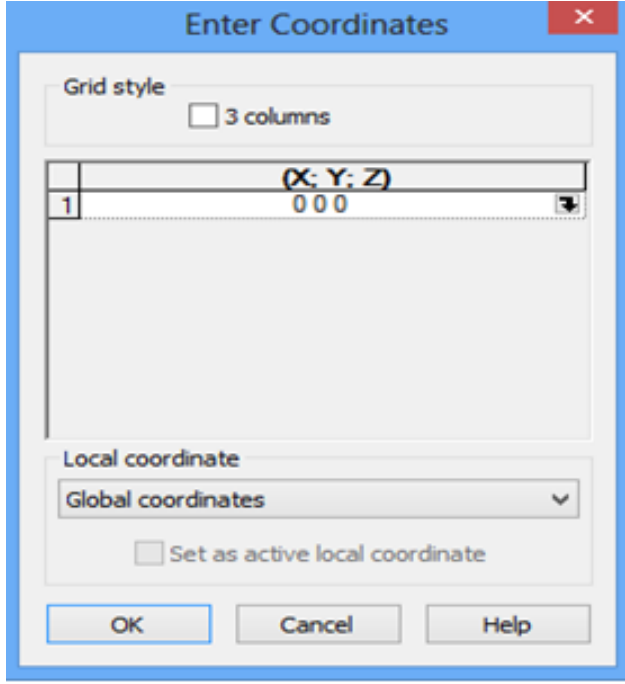 Enter Coordinates
Grid style
3 columns
(X; Y; Z)
1 0 0 0
Local coordinate
Global coordinates
Set as active local coordinate
OK Cancel Help